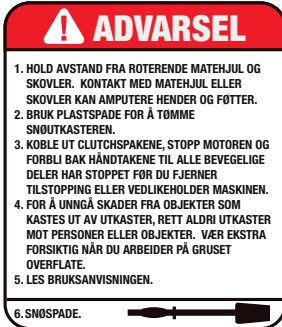 ADVARSEL
1. HOLD AVSTAND FRA ROTERENDE MATEHJUL OG
SKOVLER. KONTAKT MED MATEHJUL ELLER
SKOVLER KAN AMPUTERE HENDER OG FØTTER.
2. BRUK PLASTSPADE FOR Å TØMME
SNØUTKASTEREN.
3. KOBLE UT CLUTCHSPAKENE, STOPP MOTOREN OG
FORBLI BAK HÅNDTAKENE TIL ALLE BEVEGELIGE
DELER HAR STOPPET FØR DU FJERNER
TILSTOPPING ELLER VEDLIKEHOLDER MASKINEN.
4. FOR Å UNNGÅ SKADER FRA OBJEKTER SOM
KASTES UT AV UTKASTER, RETT ALDRI UTKASTER
MOT PERSONER ELLER OBJEKTER. VÆR EKSTRA
FORSIKTIG NÅR DU ARBEIDER PÅ GRUSET
OVERFLATE.
5. LES BRUKSANVISNINGEN.
6. SNØSPADE.